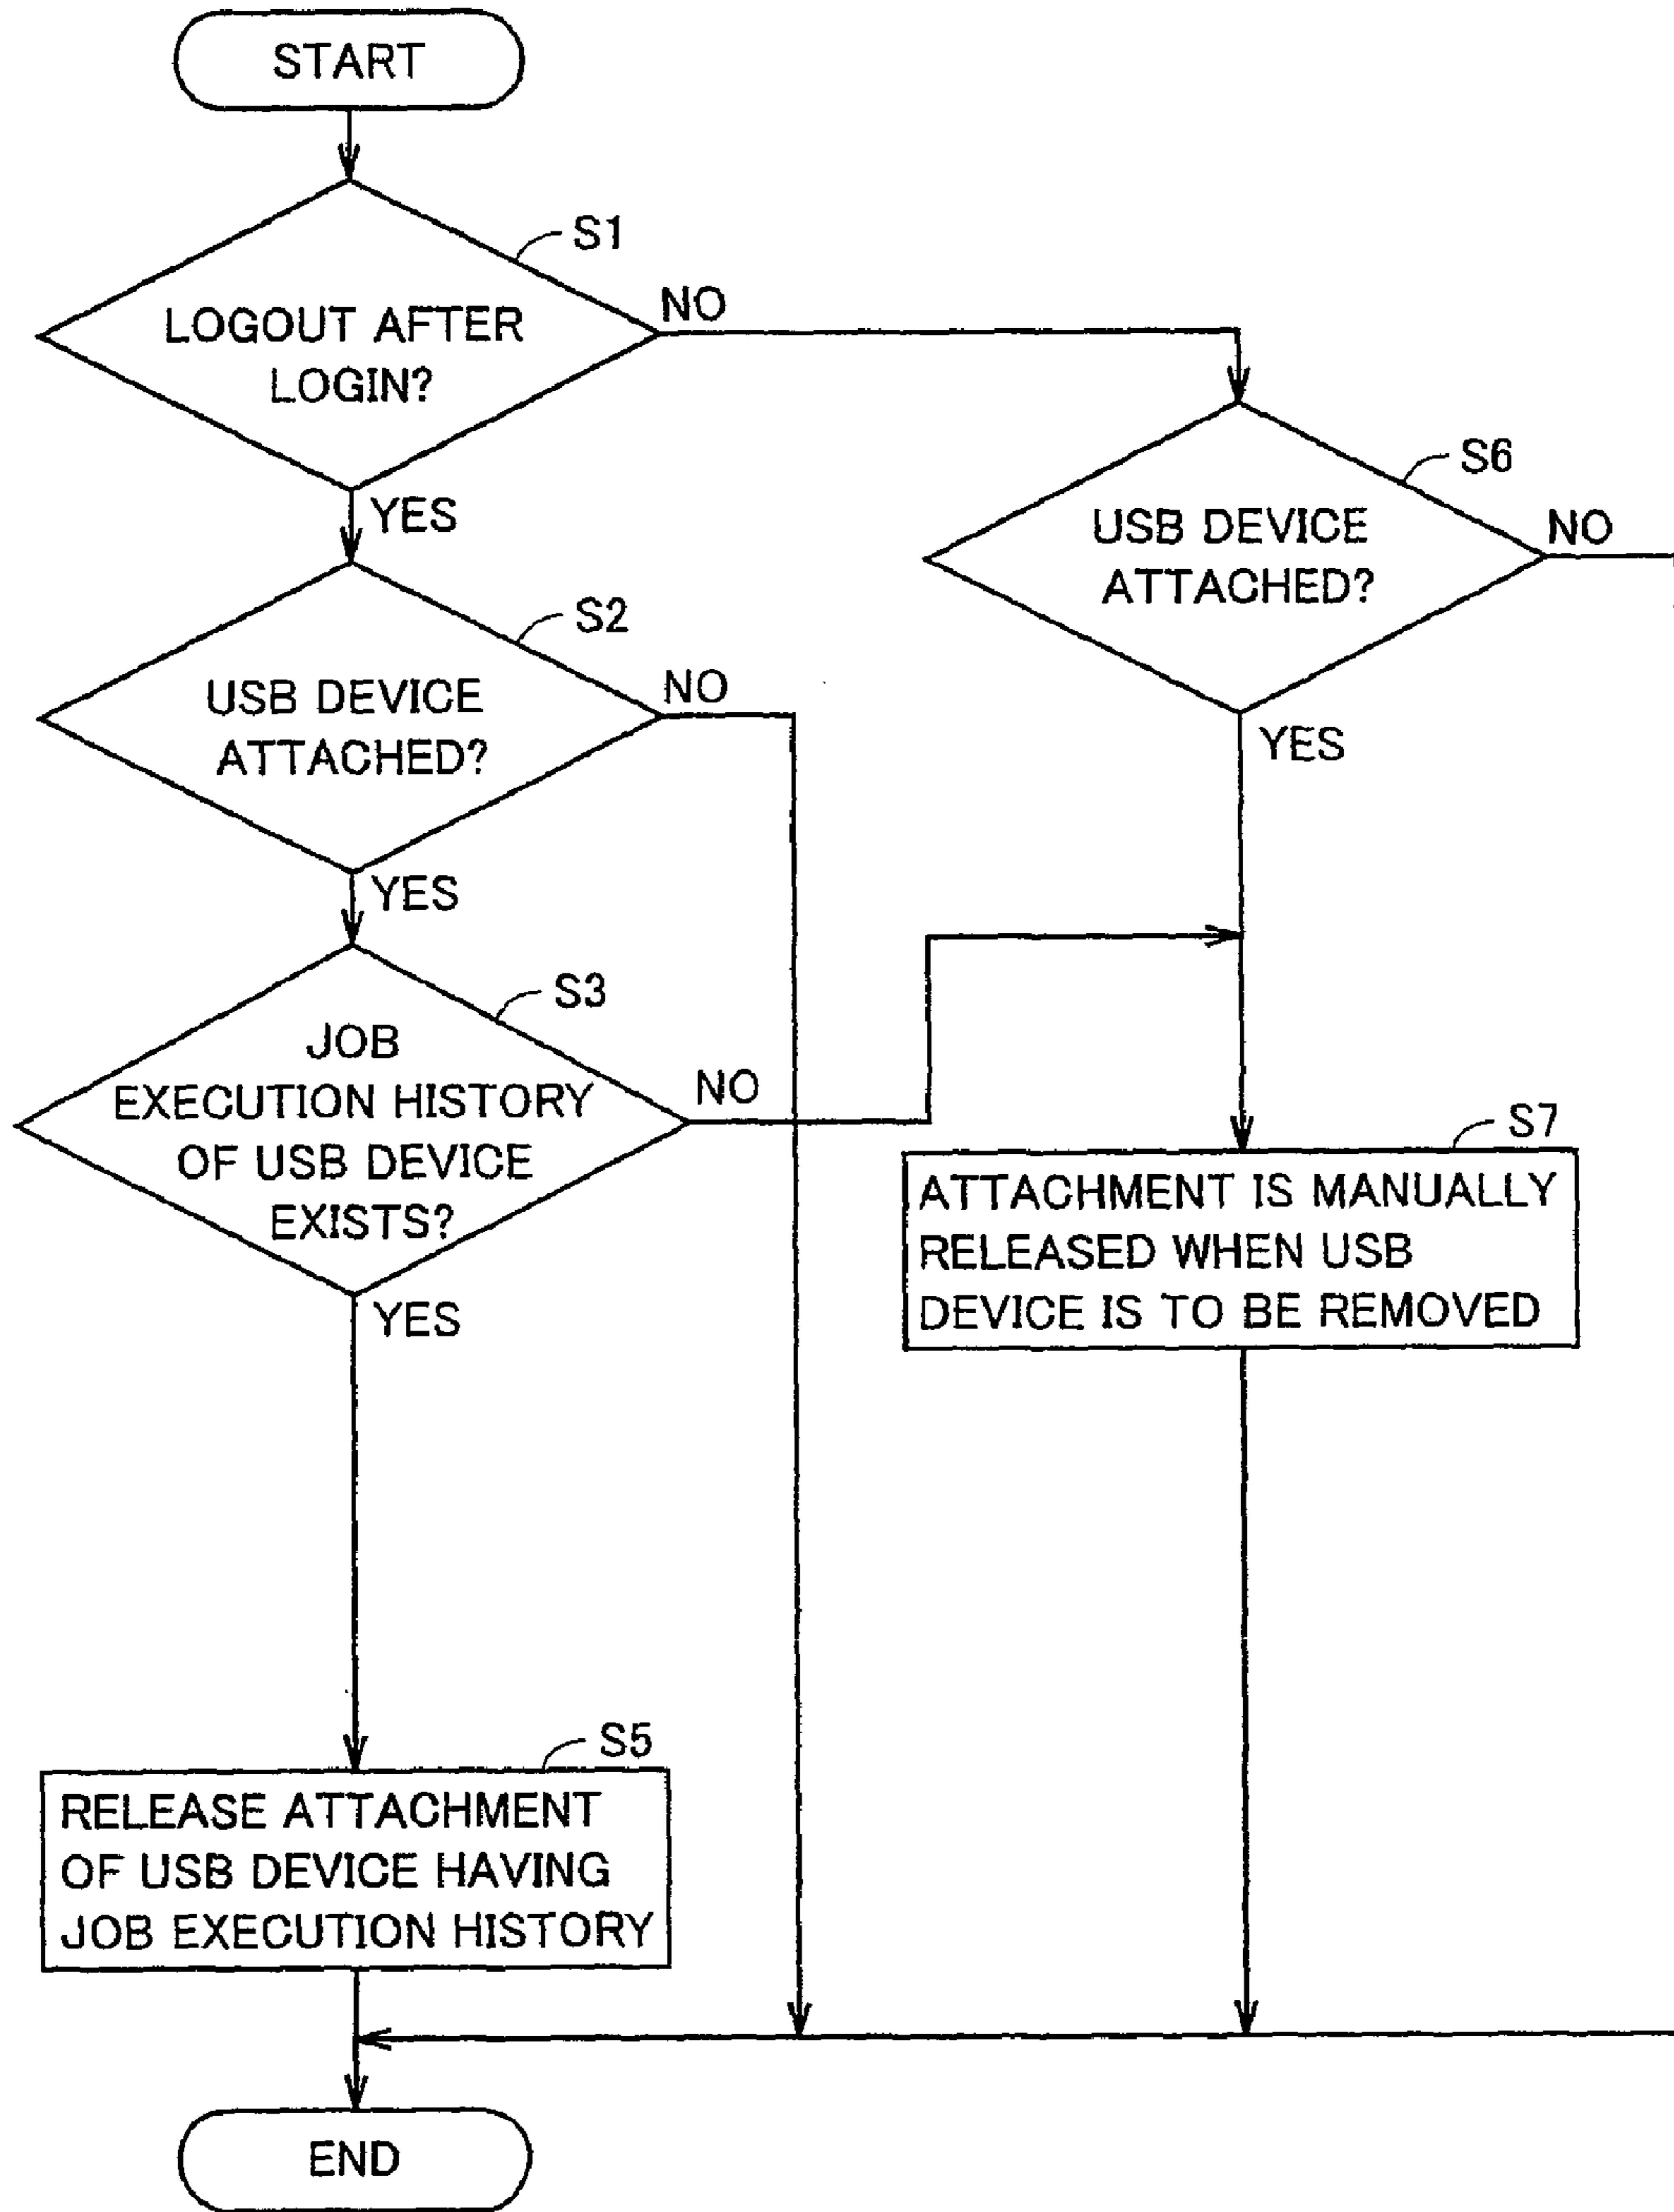 START
S1
LOGOUT AFTER
LOGIN?
NO
YES
S6
USB DEVICE
ATTACHED?
NO
YES
S2
USB DEVICE
ATTACHED?
NO
YES
S3
JOB
EXECUTION HISTORY
OF USB DEVICE
EXISTS?
NO
YES
S7
ATTACHMENT IS MANUALLY
RELEASED WHEN USB
DEVICE IS TO BE REMOVED
S5
RELEASE ATTACHMENT
OF USB DEVICE HAVING
JOB EXECUTION HISTORY
END